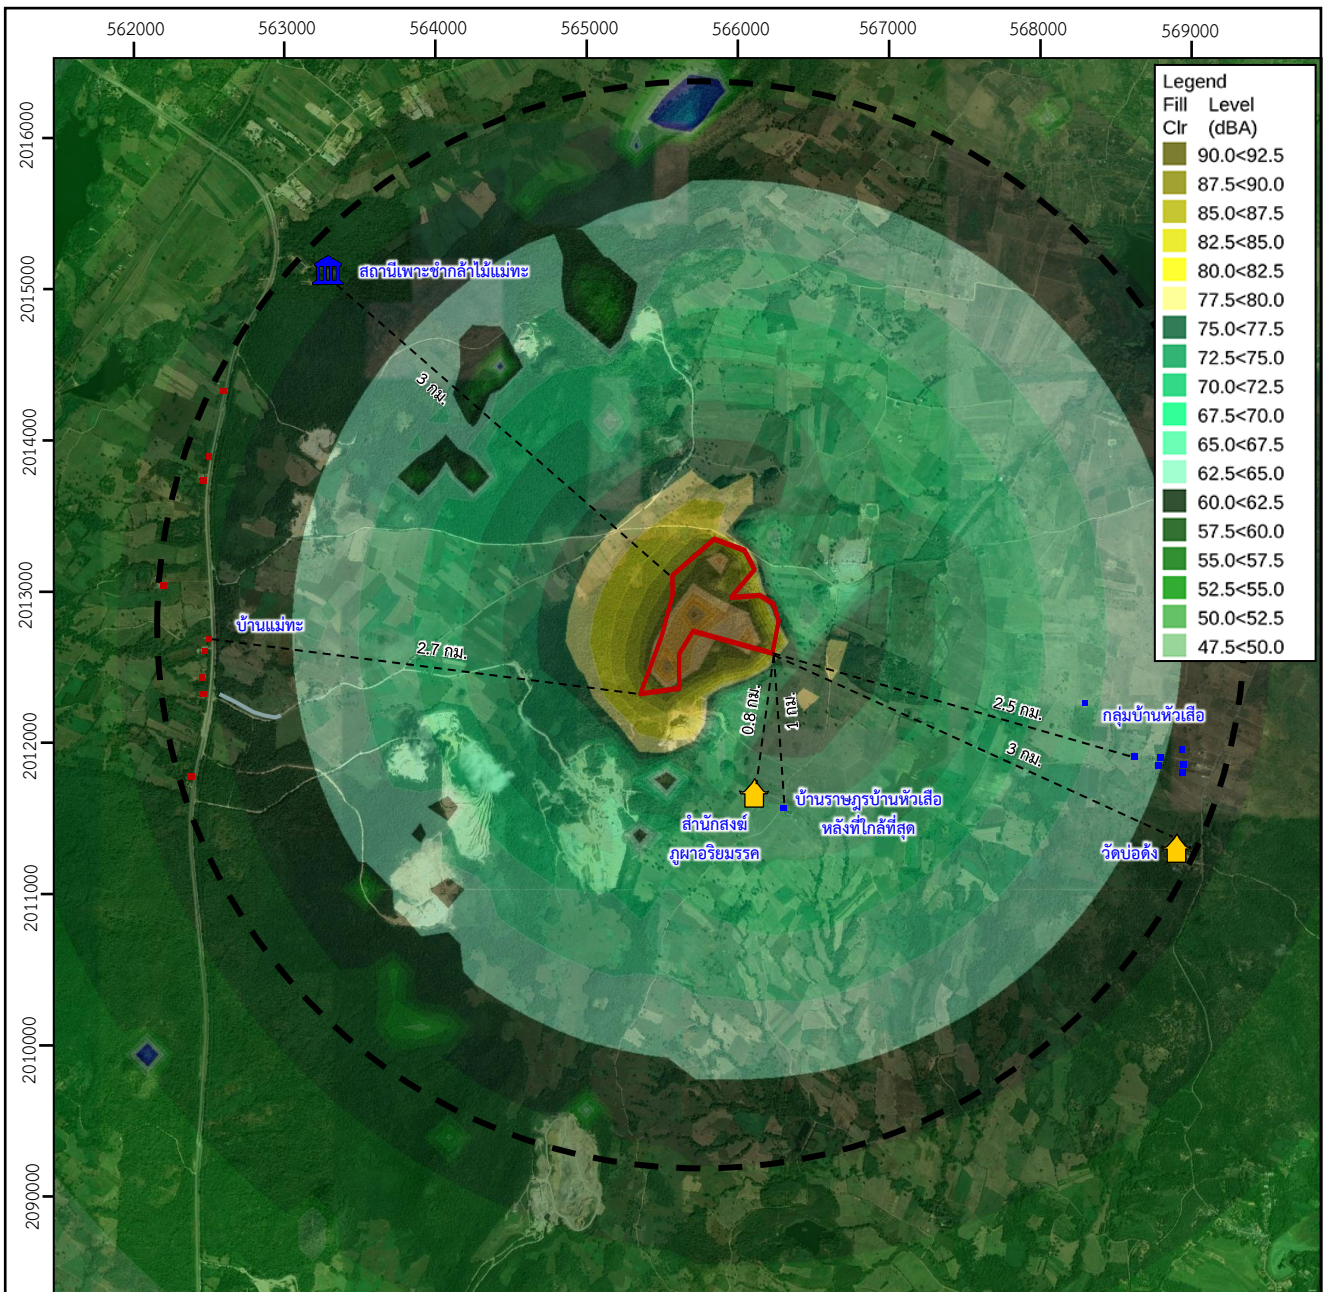 562000
563000
564000
565000
566000
567000
568000
569000
2016000
2015000
2014000
2013000
2012000
2011000
2010000
2090000
Legend
Fill Level
Clr (dBA)
90.0<92.5
87.5<90.0
85.0<87.5
82.5<85.0
80.0<82.5
77.5<80.0
75.0<77.5
72.5<75.0
70.0<72.5
67.5<70.0
65.0<67.5
62.5<65.0
60.0<62.5
57.5<60.0
55.0<57.5
52.5<55.0
50.0<52.5
47.5<50.0
สถานีเพาะชำกล้าไม้แม่ทะ
3 กม.
บ้านแม่ทะ
2.7 กม.
0.8 กม.
1 กม.
2.5 กม.
กลุ่มบ้านหัวเสือ
3 กม.
บ้านราษฎรบ้านหัวเสือ
หลังที่ใกล้ที่สุด
สำนักสงฆ์
ภูผาอริยมรรค
วัดบ่อด้ง